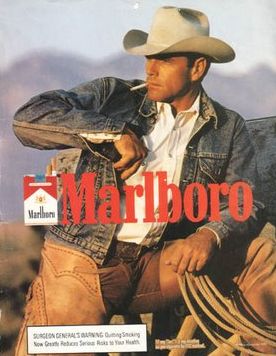 Marlboro
Marlboro
SURGEON GENERAL'S WARNING: Quitting Smoking
Now Greatly Reduces Serious Risks to Your Health.